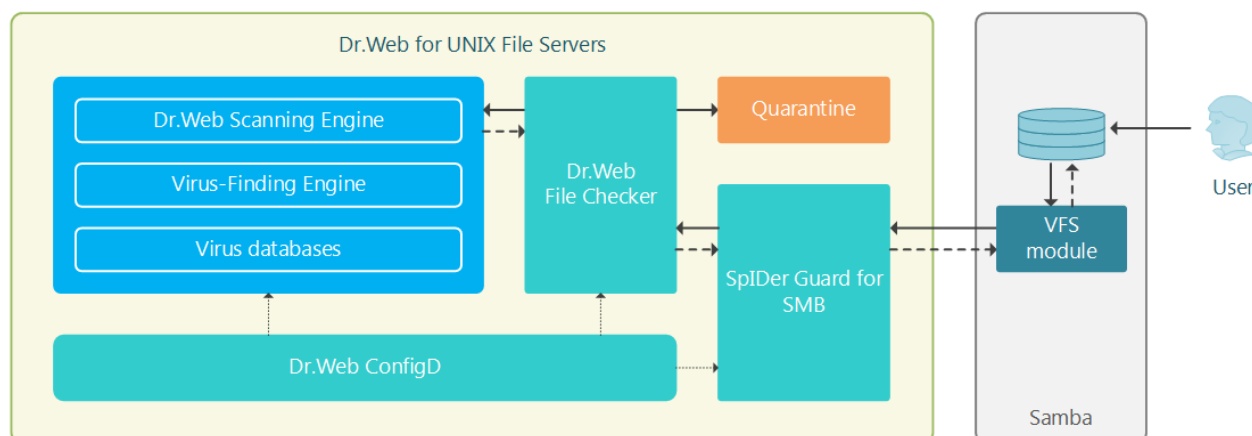 Dr.Web for UNIX File Servers
Dr.Web Scanning Engine
Virus-Finding Engine
Virus databases
Dr.Web
File Checker
Quarantine
SpIDer Guard for
SMB
Dr.Web ConfigD
VFS
module
Samba
User